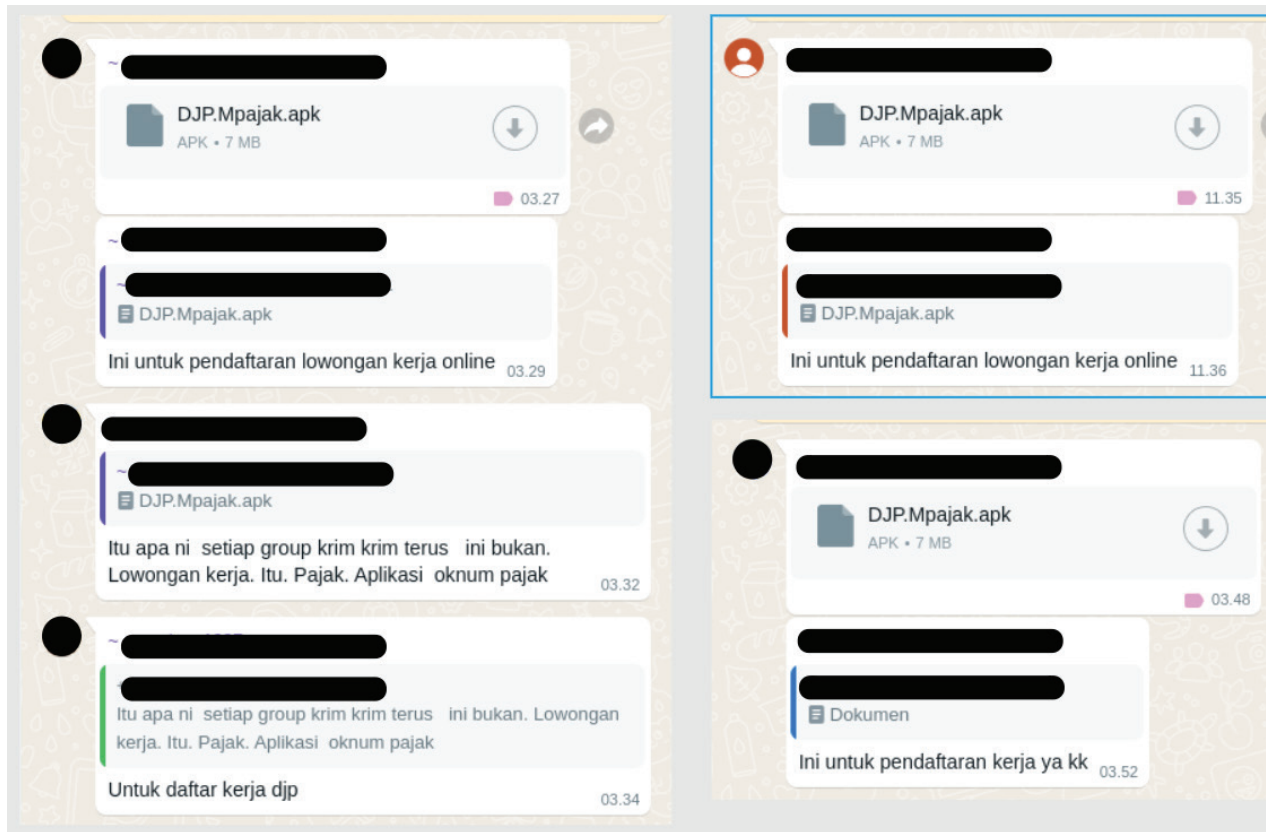 DJP.Mpajak.apk
APK • 7 MB
03.27
DJP.Mpajak.apk
Ini untuk pendaftaran lowongan kerja online
03.29
DJP.Mpajak.apk
Itu apa ni setiap group krim krim terus ini bukan.
Lowongan kerja. Itu. Pajak. Aplikasi oknum pajak
03.32
Itu apa ni setiap group krim krim terus ini bukan. Lowongan
kerja. Itu. Pajak. Aplikasi oknum pajak
Untuk daftar kerja djp
03.34
DJP.Mpajak.apk
APK • 7 MB
11.35
DJP.Mpajak.apk
Ini untuk pendaftaran lowongan kerja online
11.36
DJP.Mpajak.apk
APK • 7 MB
03.48
Dokumen
Ini untuk pendaftaran kerja ya kk
03.52